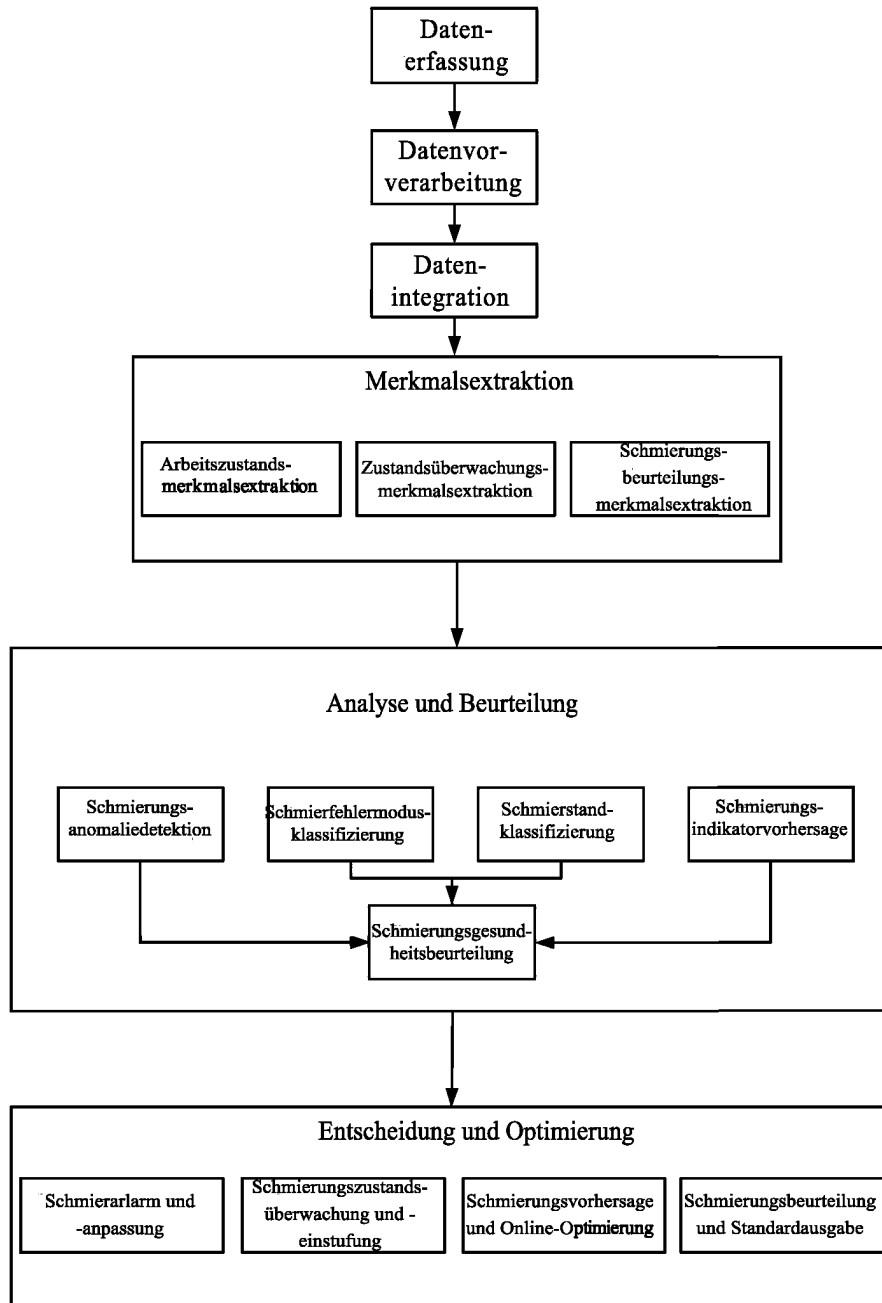 Daten-
erfassung
Datenvor-
verarbeitung
Daten-
integration
Merkmalsextraktion
Arbeitszustands-
merkmalsextraktion
Zustandsüberwachungs-
merkmalsextraktion
Schmierungs-
beurteilungs-
merkmalsextraktion
Analyse und Beurteilung
Schmierungs-
anomaliedetektion
Schmierfehlermodus-
klassifizierung
Schmierstand-
klassifizierung
Schmierungs-
indikatorvorhersage
Schmierungsgesund-
heitsbeurteilung
Entscheidung und Optimierung
Schmierarlarm und
-anpassung
Schmierungszustands-
überwachung und -
einstufung
Schmierungsvorhersage
und Online-Optimierung
Schmierungsbeurteilung
und Standardausgabe